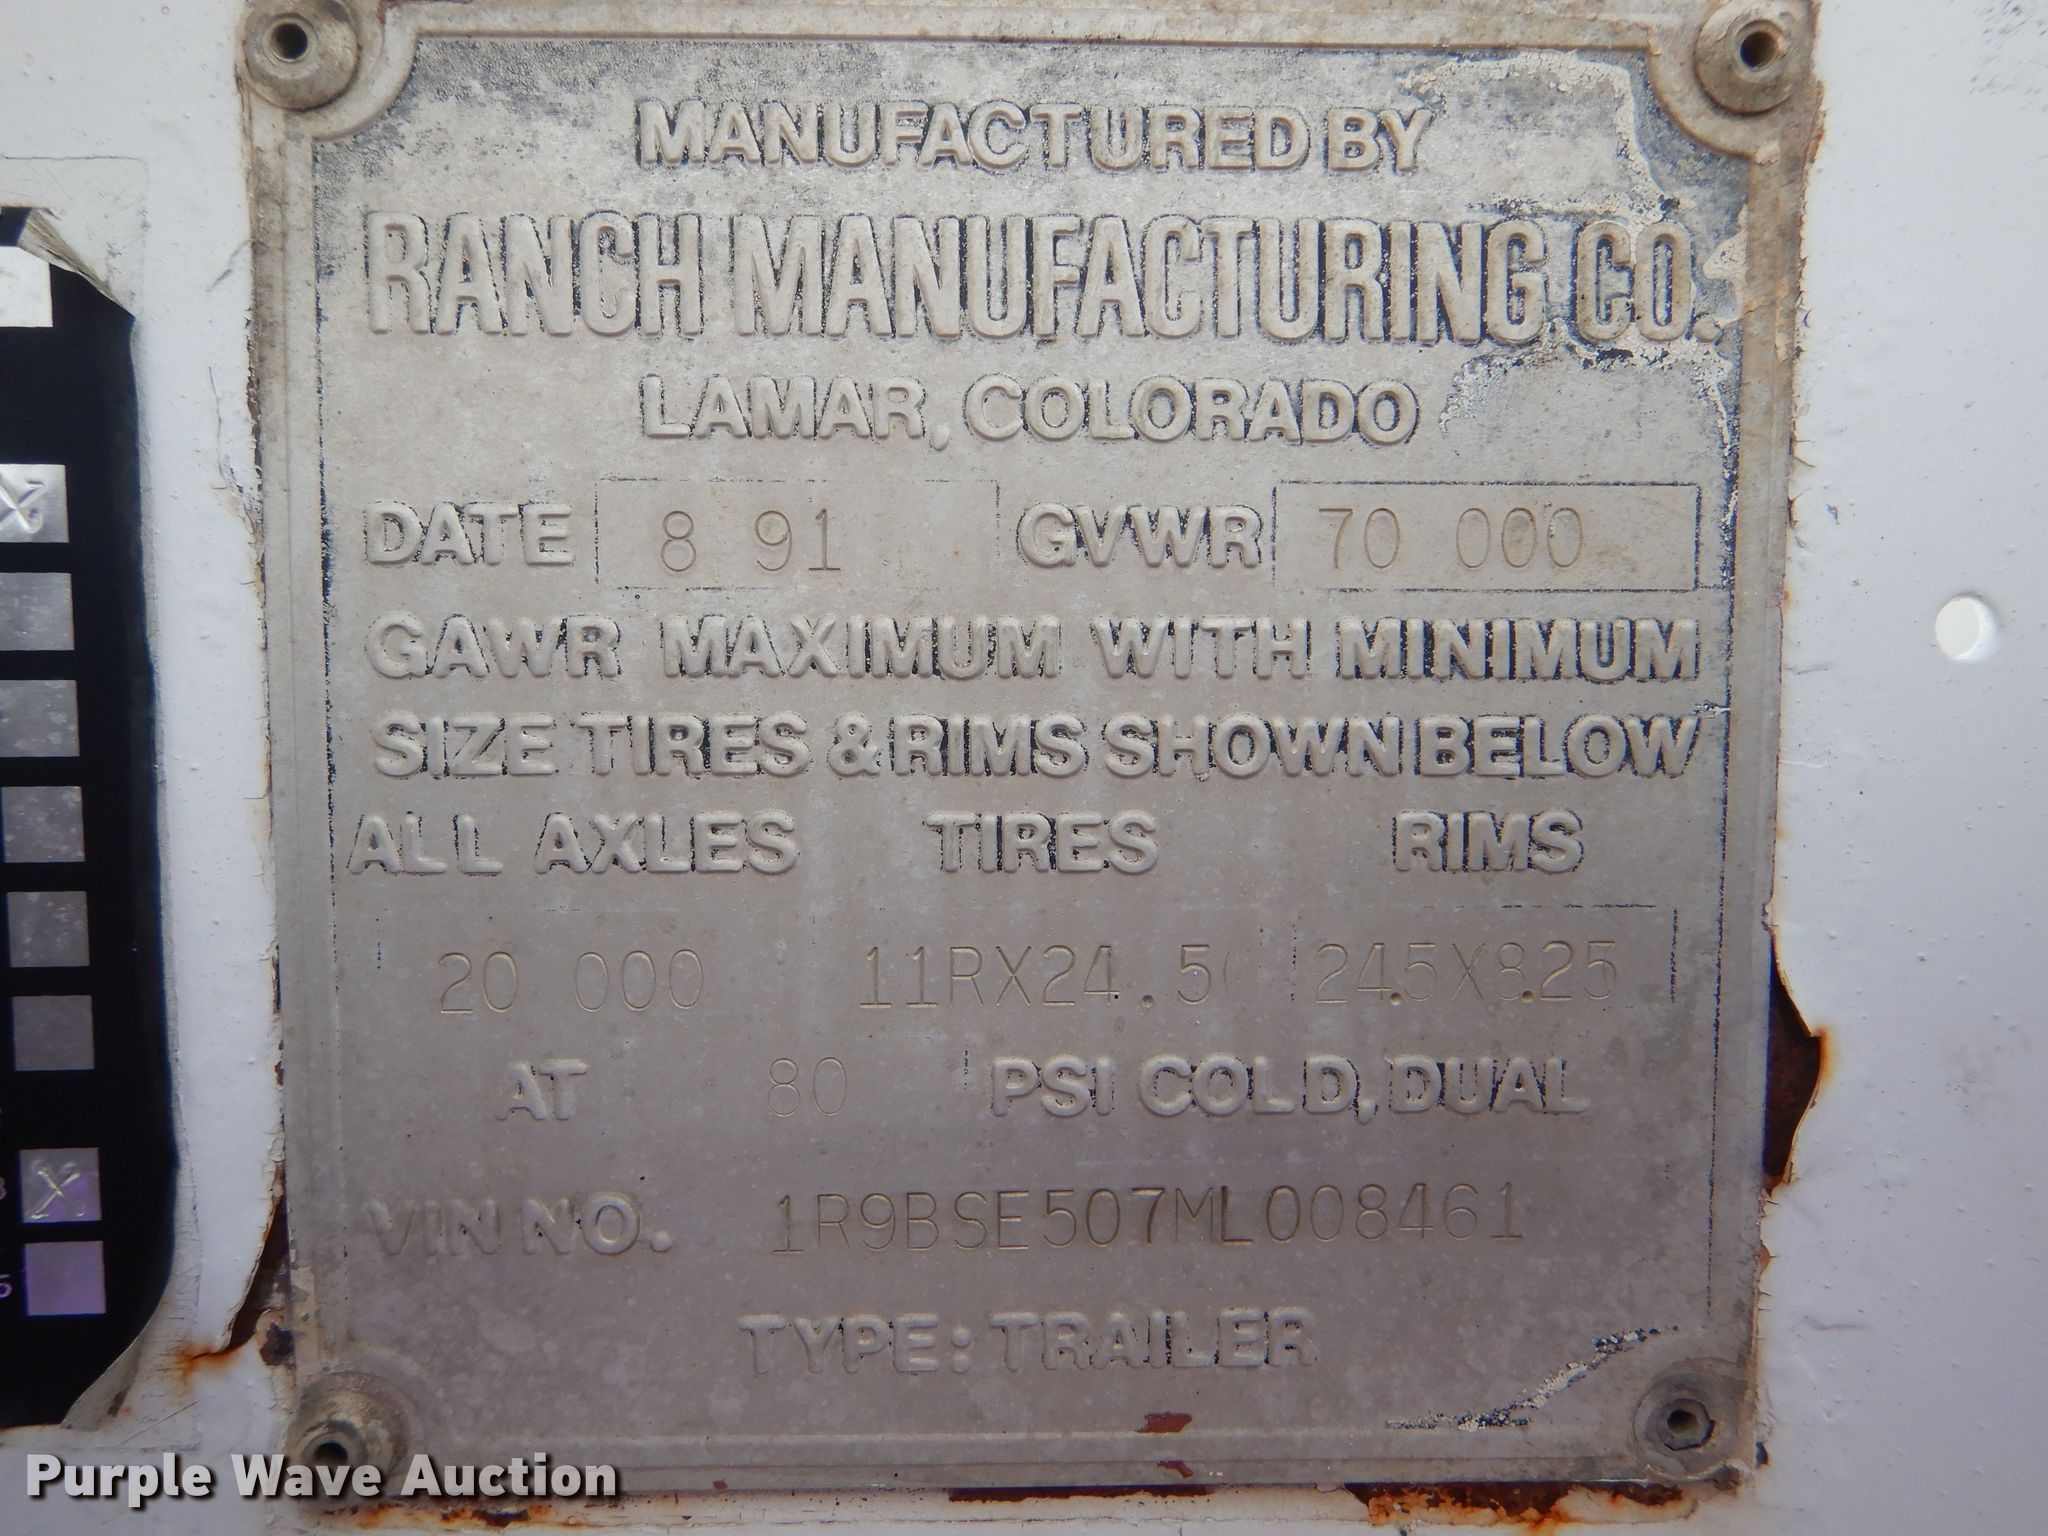 MANUFACTURED BY
RANCH MANUFACTURING CO.
LAMAR, COLORADO
DATE 8 91 GVWR 70 000
GAWR MAXIMUM WITH MINIMUM
SIZE TIRES & RIMS SHOWN BELOW
ALL AXLES TIRES RIMS
20 000 11RX24.5 24.5X8.25
AT 80 PSI COLD, DUAL
VIN NO. 1R9BSE507ML008461
TYPE: TRAILER
X
X
Purple Wave Auction